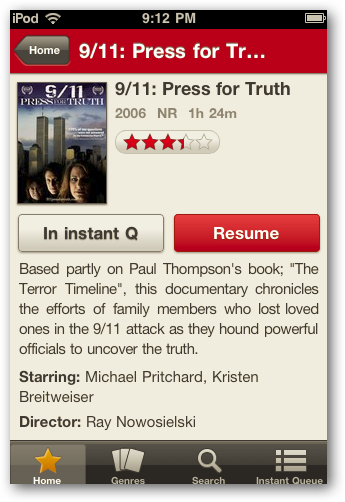 iPod 9:12 PM
Home 9/11: Press for Tr...
9/11
PRESS FOR TRUTH
9/11: Press for Truth
2006 NR 1h 24m
In instant Q Resume
Based partly on Paul Thompson's book; "The
Terror Timeline", this documentary chronicles
the efforts of family members who lost loved
ones in the 9/11 attack as they hound powerful
officials to uncover the truth.
Starring: Michael Pritchard, Kristen
Breitweiser
Director: Ray Nowosielski
Home Genres Search Instant Queue